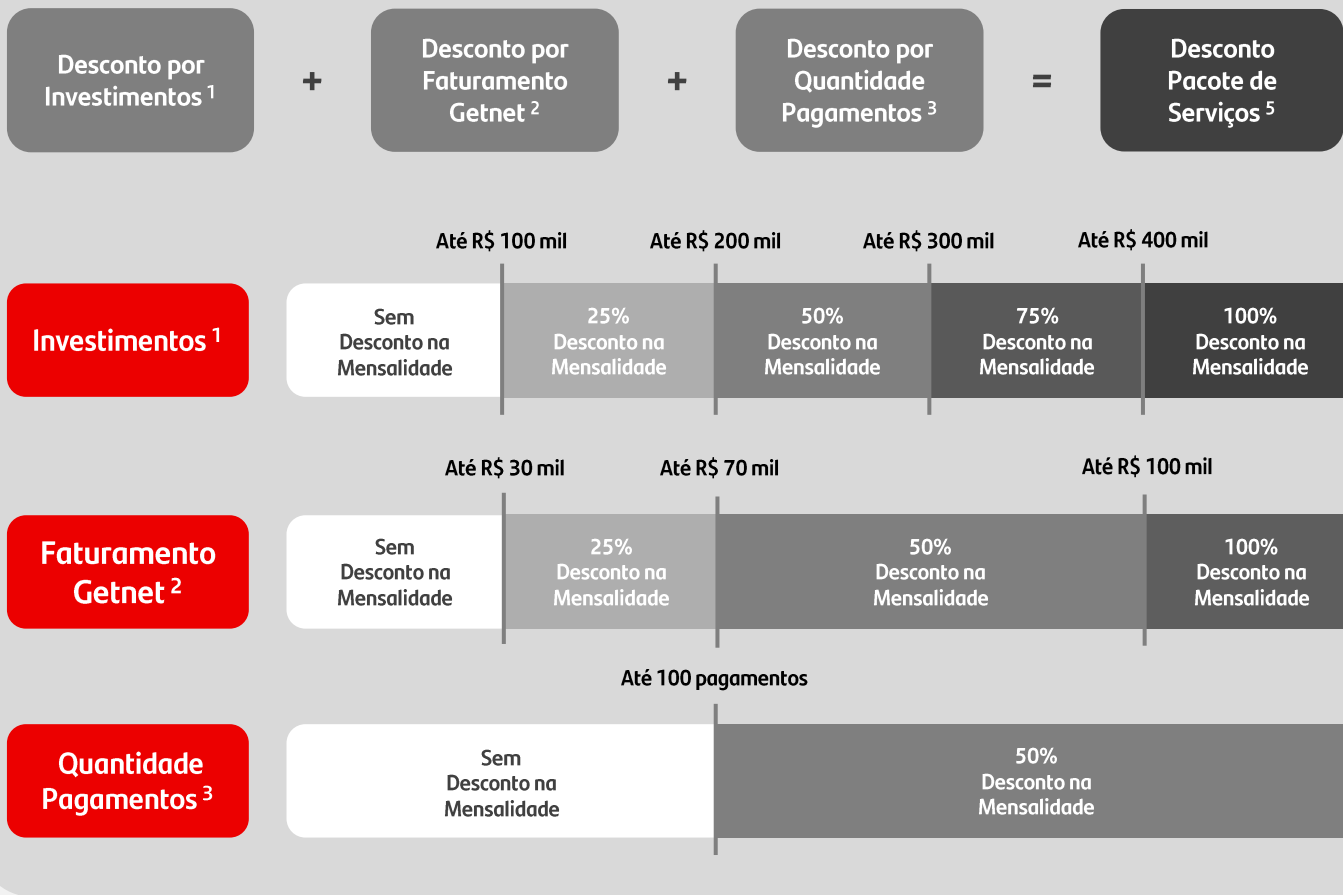 Desconto por
Investimentos 1
+
Desconto por
Faturamento
Getnet 2
+
Desconto por
Quantidade
Pagamentos 3
=
Desconto
Pacote de
Serviços 5
Até R$ 100 mil
Até R$ 200 mil
Até R$ 300 mil
Até R$ 400 mil
Investimentos 1
Sem
Desconto na
Mensalidade
25%
Desconto na
Mensalidade
50%
Desconto na
Mensalidade
75%
Desconto na
Mensalidade
100%
Desconto na
Mensalidade
Até R$ 30 mil
Até R$ 70 mil
Até R$ 100 mil
Faturamento
Getnet 2
Sem
Desconto na
Mensalidade
25%
Desconto na
Mensalidade
50%
Desconto na
Mensalidade
100%
Desconto na
Mensalidade
Até 100 pagamentos
Quantidade
Pagamentos 3
Sem
Desconto na
Mensalidade
50%
Desconto na
Mensalidade